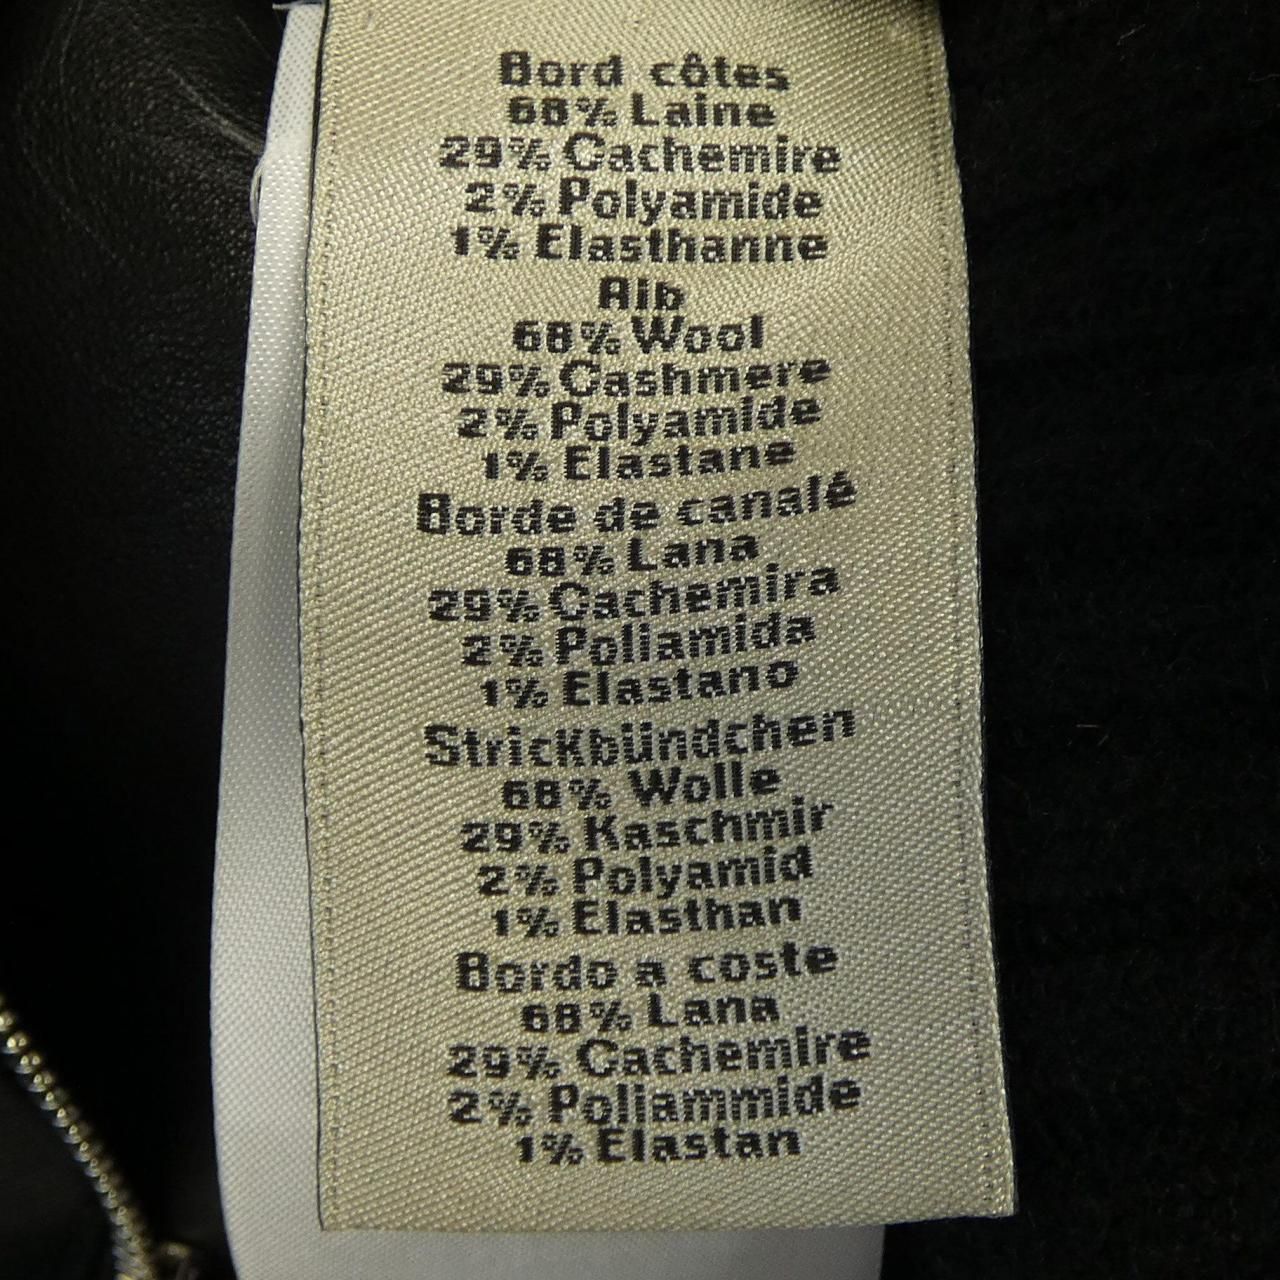 Bord côtes
68% Laine
29% Cachemire
2% Polyamide
1% Elasthanne
Rib
68% Wool
29% Cashmere
2% Polyamide
1% Elastane
Borde de canalé
68% Lana
29% Cachemira
2% Poliamida
1% Elastano
Strickbündchen
68% Wolle
29% Kaschmir
2% Polyamid
1% Elasthan
Bordo a coste
68% Lana
29% Cachemire
2% Poliammide
1% Elastan